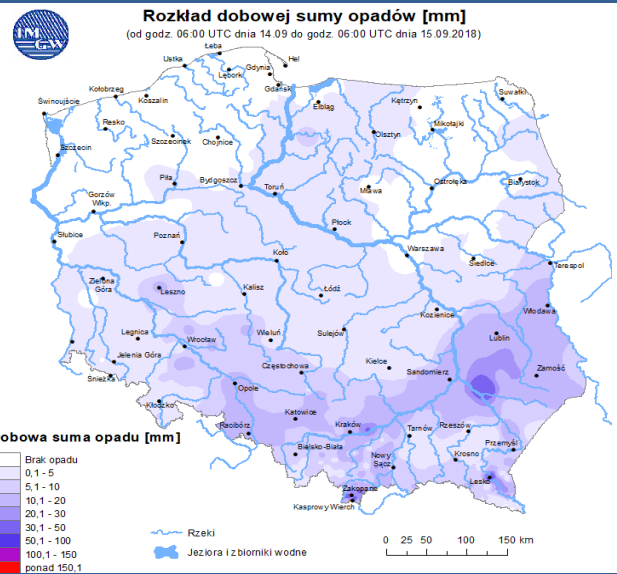 IMGW
Rozkład dobowej sumy opadów [mm]
(od godz. 06:00 UTC dnia 14.09 do godz. 06:00 UTC dnia 15.09.2018)
Łeba
Ustka
Hel
Lębork
Gdynia
Gdańsk
Kołobrzeg
Koszalin
Świnoujście
Elbląg
Kętrzyn
Suwałki
Resko
Szczecinek
Chojnice
Olsztyn
Mikołajki
Szczecin
Piła
Bydgoszcz
Toruń
Mława
Ostrołęka
Białystok
Gorzów
Wlkp.
Płock
Słubice
Poznań
Koło
Warszawa
Siedlce
Terespol
Zielona
Góra
Leszno
Kalisz
Łódź
Kozienice
Włodawa
Legnica
Wrocław
Wieluń
Sulejów
Lublin
Jelenia Góra
Śnieżka
Częstochowa
Kielce
Sandomierz
Zamość
Kłodzko
Opole
Katowice
Racibórz
Kraków
Tarnów
Rzeszów
Przemyśl
Bielsko-Biała
Nowy
Sącz
Krosno
Lesko
Zakopane
Kasprowy Wierch
obowa suma opadu [mm]
Brak opadu
0,1 - 5
5,1 - 10
10,1 - 20
20,1 - 30
30,1 - 50
50,1 - 100
100,1 - 150
ponad 150,1
Rzeki
Jeziora i zbiorniki wodne
0 25 50 100 150 km